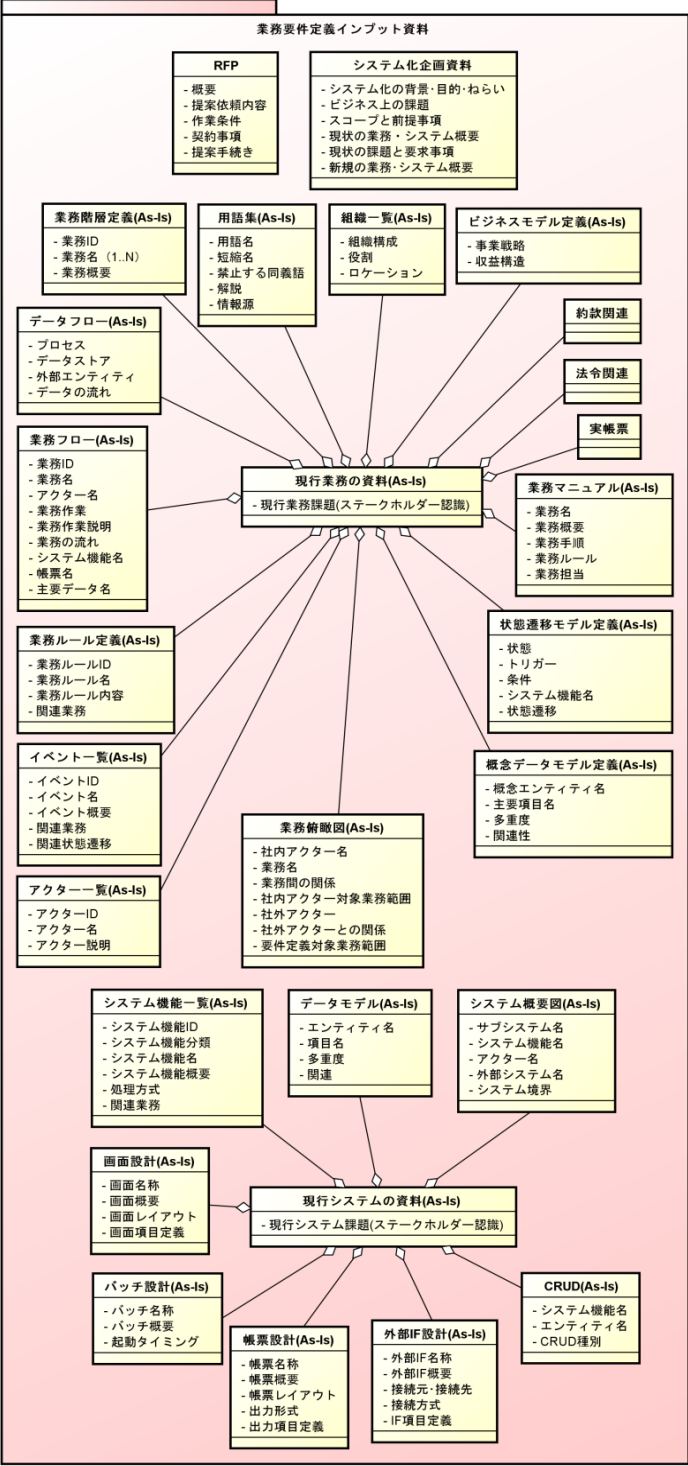 業務要件定義インプット資料
RFP
- 概要
- 提案依頼内容
- 作業条件
- 契約事項
- 提案手続き
システム化企画資料
- システム化の背景･目的･ねらい
- ビジネス上の課題
- スコープと前提事項
- 現状の業務・システム概要
- 現状の課題と要求事項
- 新規の業務･システム概要
業務階層定義(As-Is)
- 業務ID
- 業務名（1..N）
- 業務概要
用語集(As-Is)
- 用語名
- 短縮名
- 禁止する同義語
- 解説
- 情報源
組織一覧(As-Is)
- 組織構成
- 役割
- ロケーション
ビジネスモデル定義(As-Is)
- 事業戦略
- 収益構造
データフロー(As-Is)
- プロセス
- データストア
- 外部エンティティ
- データの流れ
約款関連
法令関連
実帳票
業務フロー(As-Is)
- 業務ID
- 業務名
- アクター名
- 業務作業
- 業務作業説明
- 業務の流れ
- システム機能名
- 帳票名
- 主要データ名
現行業務の資料(As-Is)
- 現行業務課題(ステークホルダー認識)
業務マニュアル(As-Is)
- 業務名
- 業務概要
- 業務手順
- 業務ルール
- 業務担当
業務ルール定義(As-Is)
- 業務ルールID
- 業務ルール名
- 業務ルール内容
- 関連業務
状態遷移モデル定義(As-Is)
- 状態
- トリガー
- 条件
- システム機能名
- 状態遷移
イベント一覧(As-Is)
- イベントID
- イベント名
- イベント概要
- 関連業務
- 関連状態遷移
概念データモデル定義(As-Is)
- 概念エンティティ名
- 主要項目名
- 多重度
- 関連性
業務俯瞰図(As-Is)
- 社内アクター名
- 業務名
- 業務間の関係
- 社内アクター対象業務範囲
- 社外アクター
- 社外アクターとの関係
- 要件定義対象業務範囲
アクター一覧(As-Is)
- アクターID
- アクター名
- アクター説明
システム機能一覧(As-Is)
- システム機能ID
- システム機能分類
- システム機能名
- システム機能概要
- 処理方式
- 関連業務
データモデル(As-Is)
- エンティティ名
- 項目名
- 多重度
- 関連
システム概要図(As-Is)
- サブシステム名
- システム機能名
- アクター名
- 外部システム名
- システム境界
画面設計(As-Is)
- 画面名称
- 画面概要
- 画面レイアウト
- 画面項目定義
現行システムの資料(As-Is)
- 現行システム課題(ステークホルダー認識)
バッチ設計(As-Is)
- バッチ名称
- バッチ概要
- 起動タイミング
帳票設計(As-Is)
- 帳票名称
- 帳票概要
- 帳票レイアウト
- 出力形式
- 出力項目定義
外部IF設計(As-Is)
- 外部IF名称
- 外部IF概要
- 接続元･接続先
- 接続方式
- IF項目定義
CRUD(As-Is)
- システム機能名
- エンティティ名
- CRUD種別